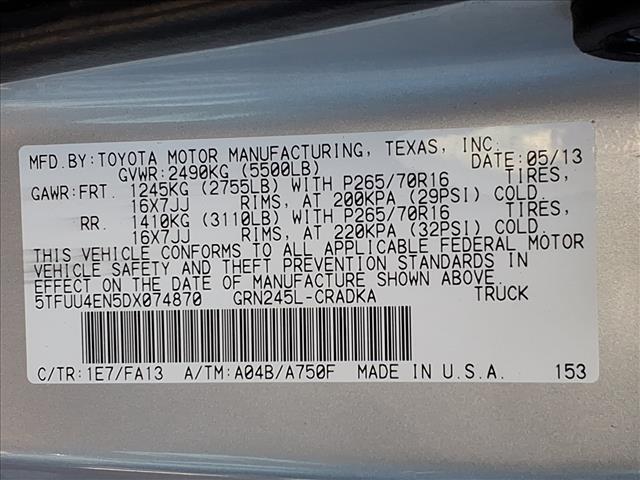 MFD.BY:TOYOTA MOTOR MANUFACTURING, TEXAS, INC.
GVWR:2490KG (5500LB) DATE:05/13
GAWR:FRT. 1245KG (2755LB) WITH P265/70R16 TIRES,
16X7JJ RIMS, AT 200KPA (29PSI) COLD.
RR. 1410KG (3110LB) WITH P265/70R16 TIRES,
16X7JJ RIMS, AT 220KPA (32PSI) COLD.
THIS VEHICLE CONFORMS TO ALL APPLICABLE FEDERAL MOTOR
VEHICLE SAFETY AND THEFT PREVENTION STANDARDS IN
EFFECT ON THE DATE OF MANUFACTURE SHOWN ABOVE.
5TFUU4EN5DX074870 GRN245L-CRADKA TRUCK
C/TR:1E7/FA13 A/TM:A04B/A750F MADE IN U.S.A. 153